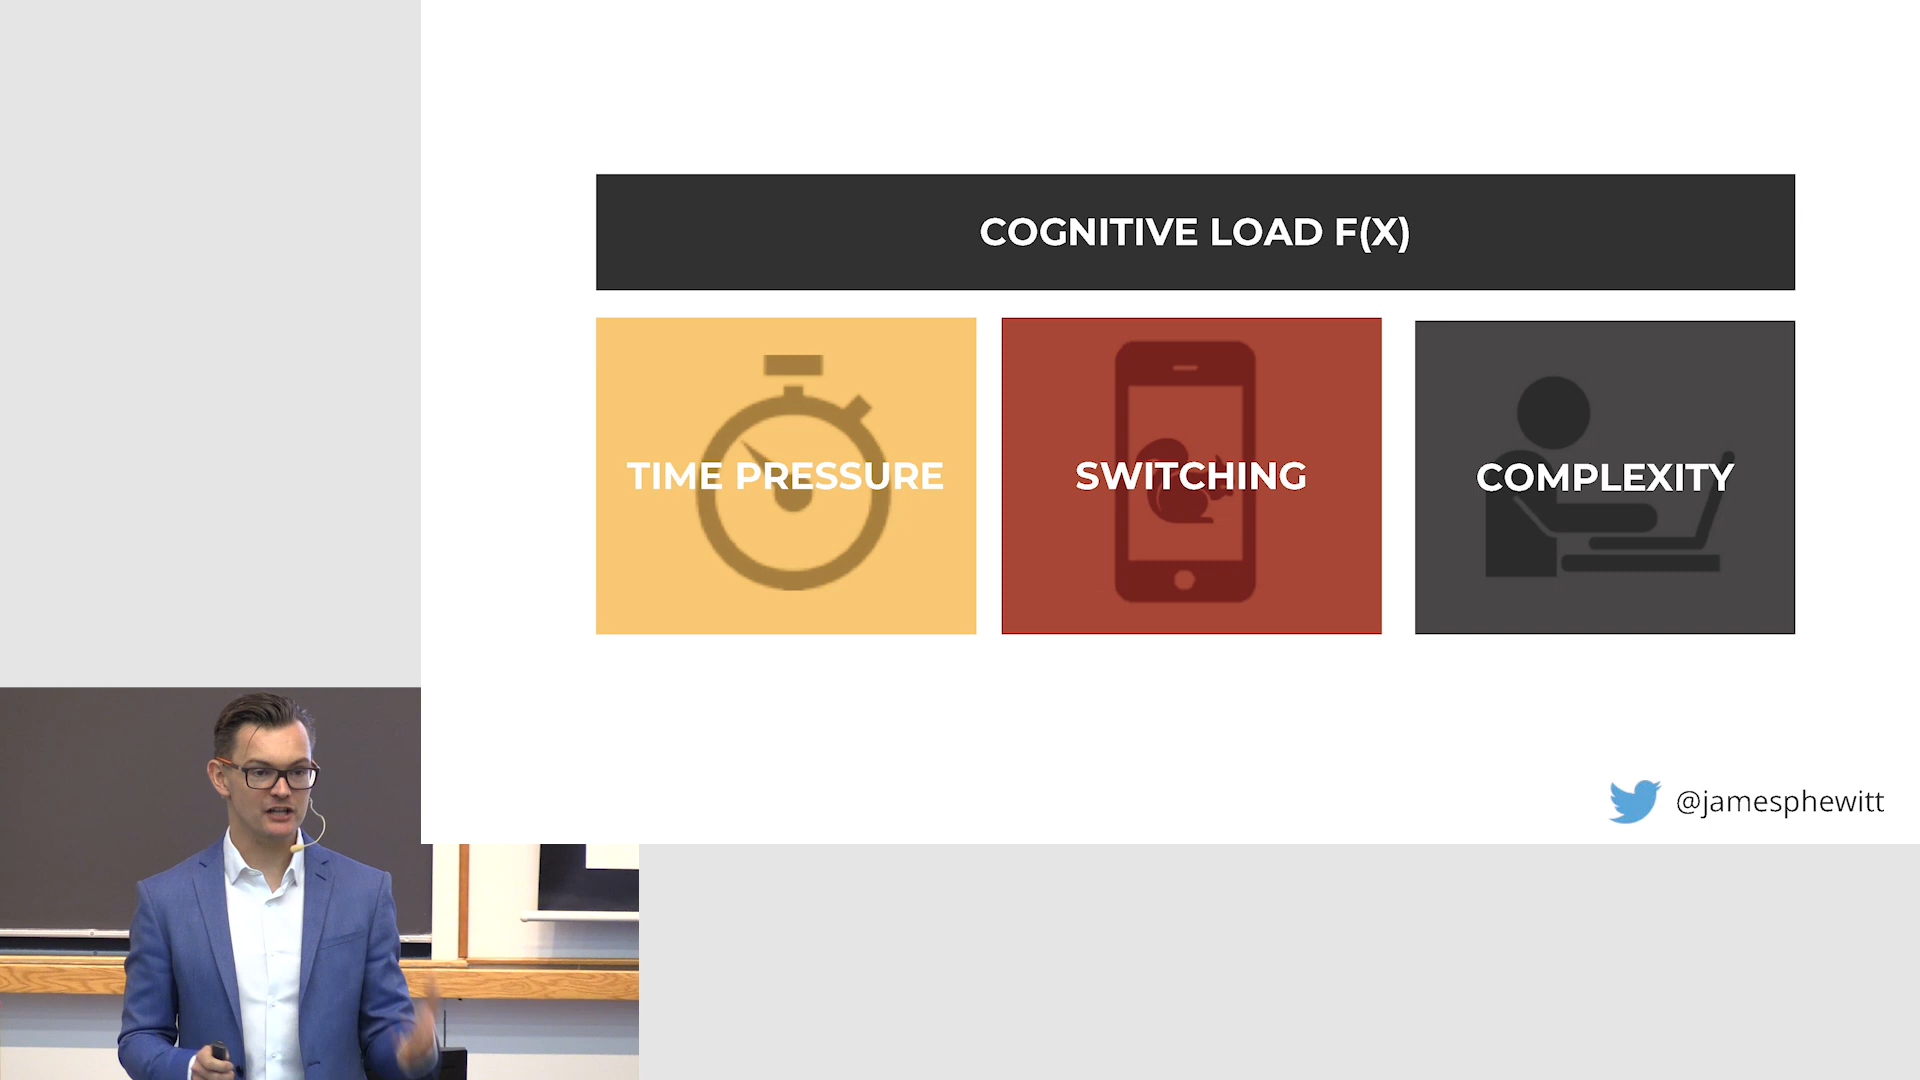 COGNITIVE LOAD F(X)
TIME PRESSURE
SWITCHING
COMPLEXITY
@jamesphewitt